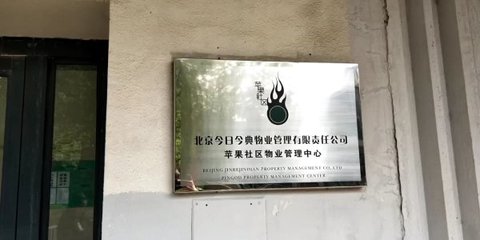 苹果社区
北京今日今典物业管理有限责任公司
苹果社区物业管理中心
BEIJING JINRIJINDIAN PROPERTY MANAGEMENT CO.,LTD
PINGOD PROPERTY MANAGEMENT CENTER